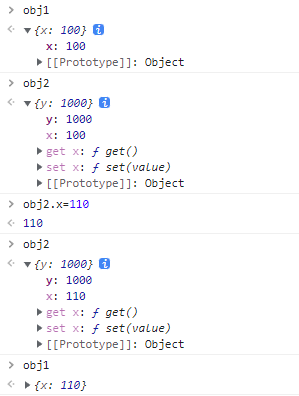 obj1
{x: 100}
x: 100
[[Prototype]]: Object
obj2
{y: 1000}
y: 1000
x: 100
get x: ƒ get()
set x: ƒ set(value)
[[Prototype]]: Object
obj2.x=110
110
obj2
{y: 1000}
y: 1000
x: 110
get x: ƒ get()
set x: ƒ set(value)
[[Prototype]]: Object
obj1
{x: 110}